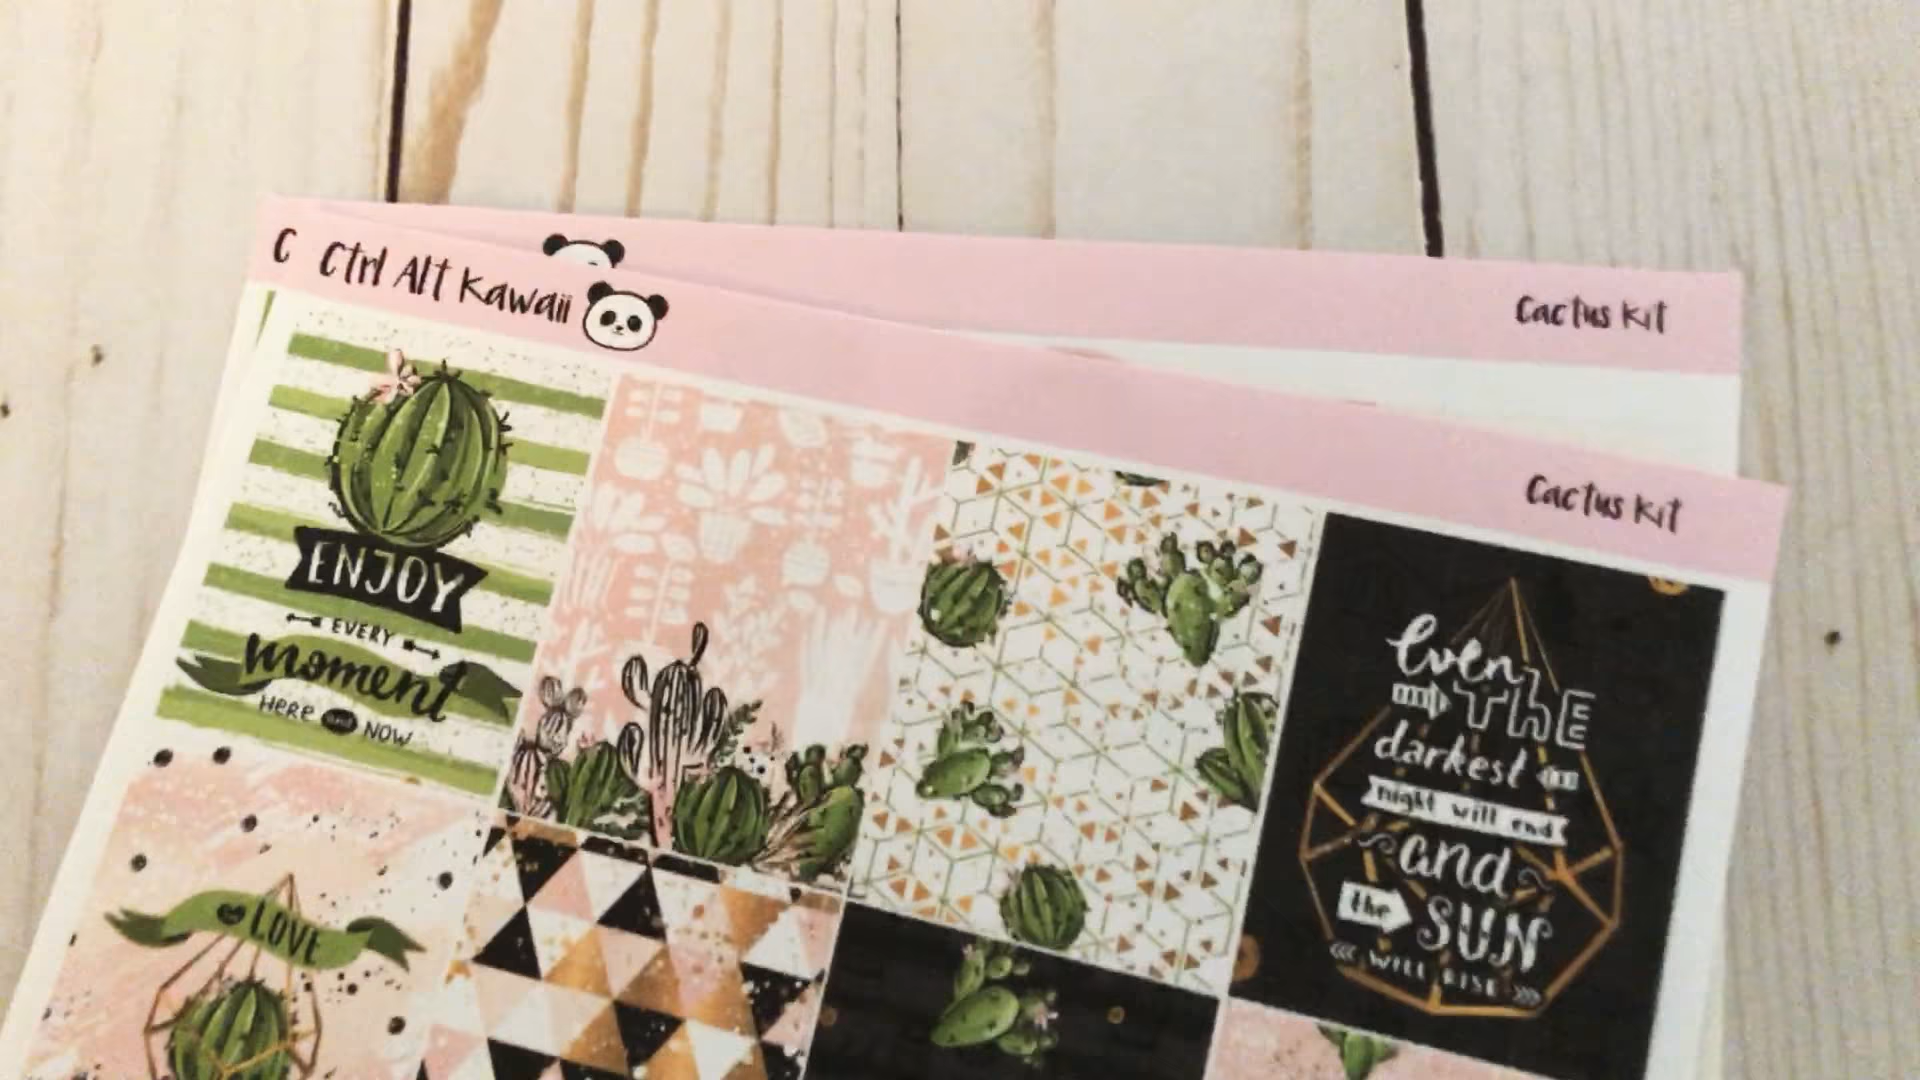 C
Ctrl Alt Kawaii
Cactus Kit
Cactus Kit
ENJOY
EVERY
moment
HERE and NOW
LOVE
Even
THE
darkest
night will end
and
the SUN
WILL RISE